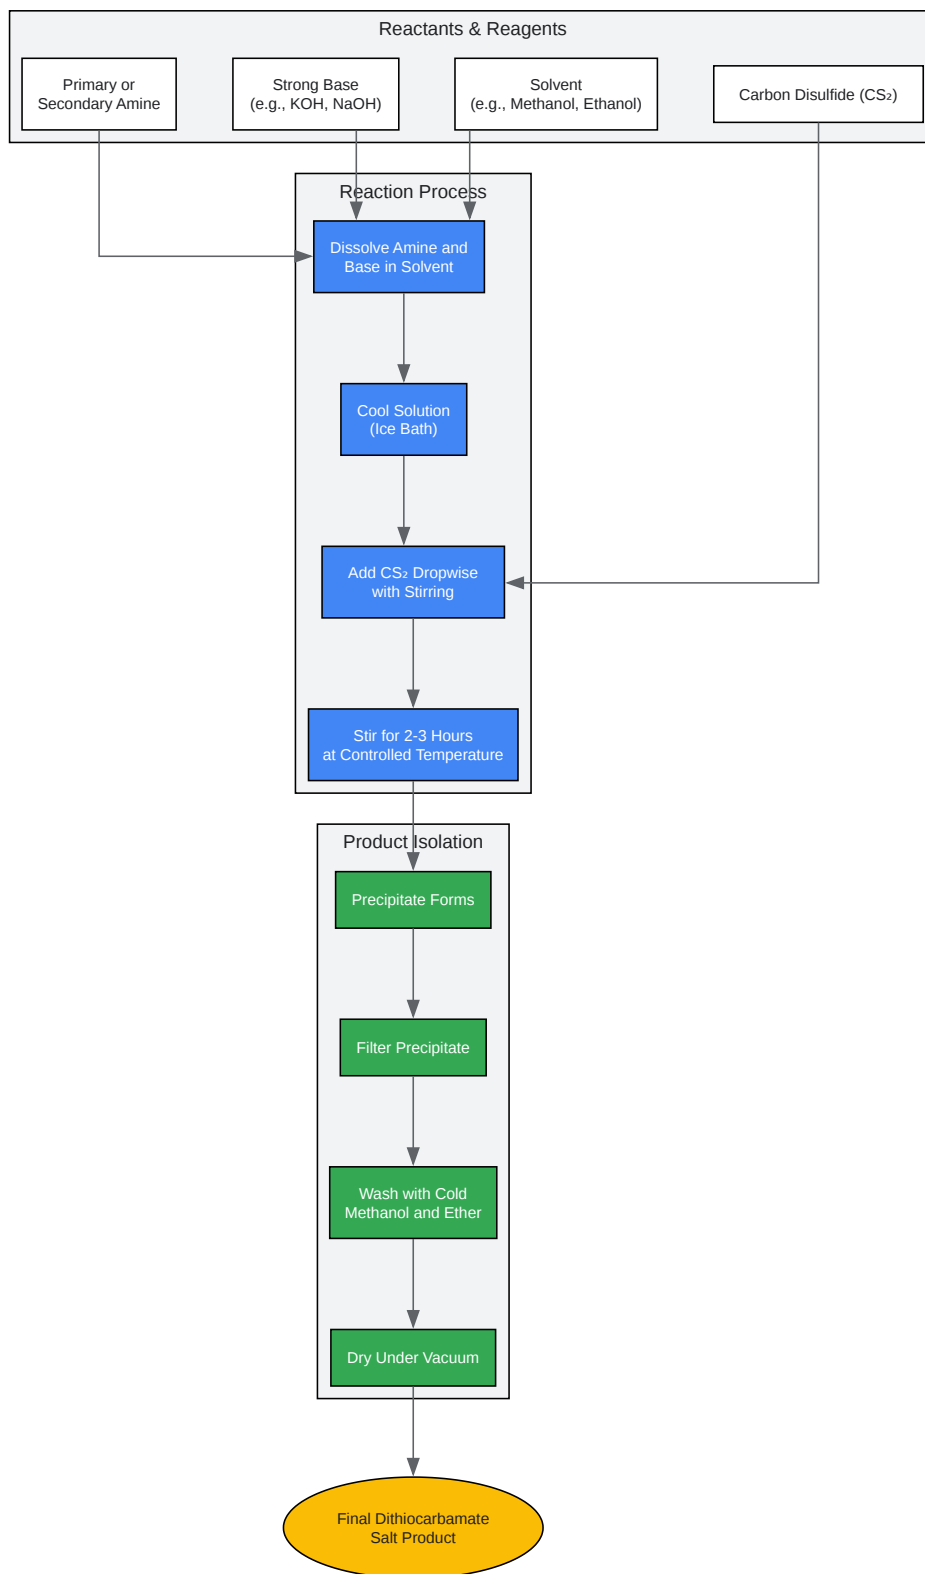 Reactants & Reagents
Primary or
Secondary Amine
Strong Base
(e.g., KOH, NaOH)
Solvent
(e.g., Methanol, Ethanol)
Carbon Disulfide (CS₂)
Reaction Process
Dissolve Amine and
Base in Solvent
Cool Solution
(Ice Bath)
Add CS₂ Dropwise
with Stirring
Stir for 2-3 Hours
at Controlled Temperature
Product Isolation
Precipitate Forms
Filter Precipitate
Wash with Cold
Methanol and Ether
Dry Under Vacuum
Final Dithiocarbamate
Salt Product